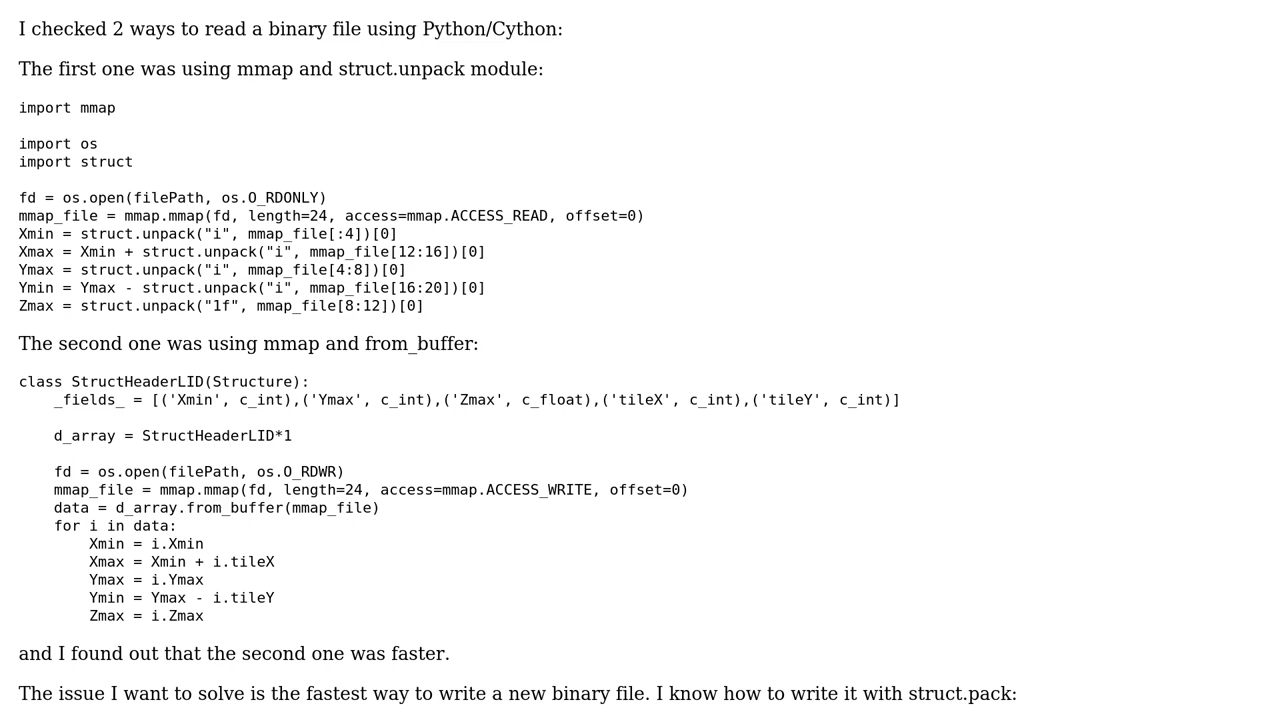 I checked 2 ways to read a binary file using Python/Cython:
The first one was using mmap and struct.unpack module:
import mmap
import os
import struct
fd = os.open(filePath, os.O_RDONLY)
mmap_file = mmap.mmap(fd, length=24, access=mmap.ACCESS_READ, offset=0)
Xmin = struct.unpack("i", mmap_file[:4])[0]
Xmax = Xmin + struct.unpack("i", mmap_file[12:16])[0]
Ymax = struct.unpack("i", mmap_file[4:8])[0]
Ymin = Ymax - struct.unpack("i", mmap_file[16:20])[0]
Zmax = struct.unpack("1f", mmap_file[8:12])[0]
The second one was using mmap and from_buffer:
class StructHeaderLID(Structure):
    _fields_ = [('Xmin', c_int),('Ymax', c_int),('Zmax', c_float),('tileX', c_int),('tileY', c_int)]
    d_array = StructHeaderLID*1
    fd = os.open(filePath, os.O_RDWR)
    mmap_file = mmap.mmap(fd, length=24, access=mmap.ACCESS_WRITE, offset=0)
    data = d_array.from_buffer(mmap_file)
    for i in data:
        Xmin = i.Xmin
        Xmax = Xmin + i.tileX
        Ymax = i.Ymax
        Ymin = Ymax - i.tileY
        Zmax = i.Zmax
and I found out that the second one was faster.
The issue I want to solve is the fastest way to write a new binary file. I know how to write it with struct.pack: